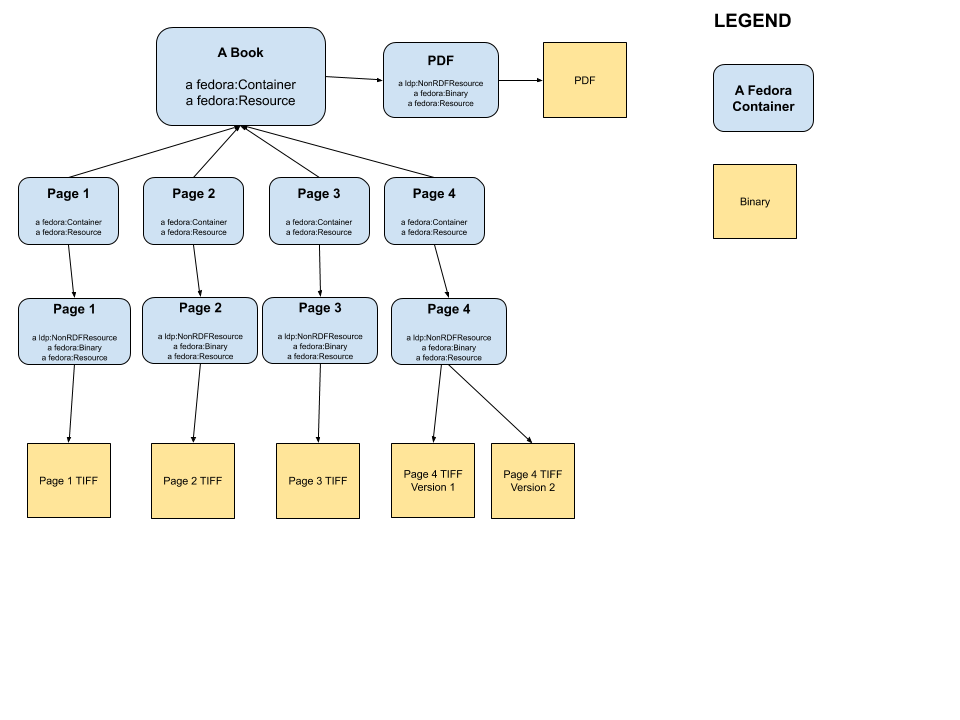 LEGEND
A Book
a fedora:Container
a fedora:Resource
PDF
a ldp:NonRDFResource
a fedora:Binary
a fedora:Resource
PDF
A Fedora
Container
Binary
Page 1
a fedora:Container
a fedora:Resource
Page 2
a fedora:Container
a fedora:Resource
Page 3
a fedora:Container
a fedora:Resource
Page 4
a fedora:Container
a fedora:Resource
Page 1
a ldp:NonRDFResource
a fedora:Binary
a fedora:Resource
Page 2
a ldp:NonRDFResource
a fedora:Binary
a fedora:Resource
Page 3
a ldp:NonRDFResource
a fedora:Binary
a fedora:Resource
Page 4
a ldp:NonRDFResource
a fedora:Binary
a fedora:Resource
Page 1 TIFF
Page 2 TIFF
Page 3 TIFF
Page 4 TIFF
Version 1
Page 4 TIFF
Version 2